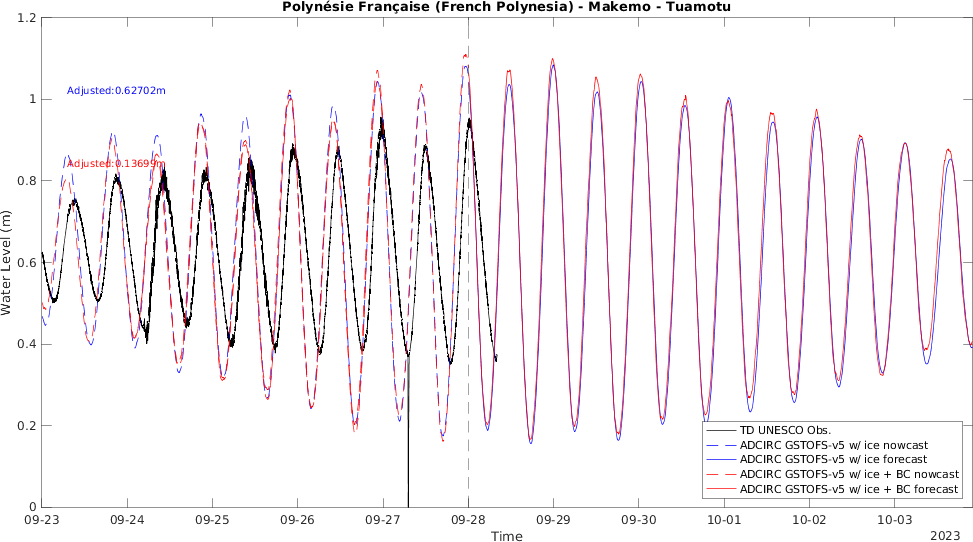 Polynésie Française (French Polynesia) - Makemo - Tuamotu
1.2
1
0.8
0.6
0.4
0.2
0
Water Level (m)
Adjusted:0.62702m
Adjusted:0.13699m
TD UNESCO Obs.
ADCIRC GSTOFS-v5 w/ ice nowcast
ADCIRC GSTOFS-v5 w/ ice forecast
ADCIRC GSTOFS-v5 w/ ice + BC nowcast
ADCIRC GSTOFS-v5 w/ ice + BC forecast
09-23 09-24 09-25 09-26 09-27 09-28 09-29 09-30 10-01 10-02 10-03
Time
2023